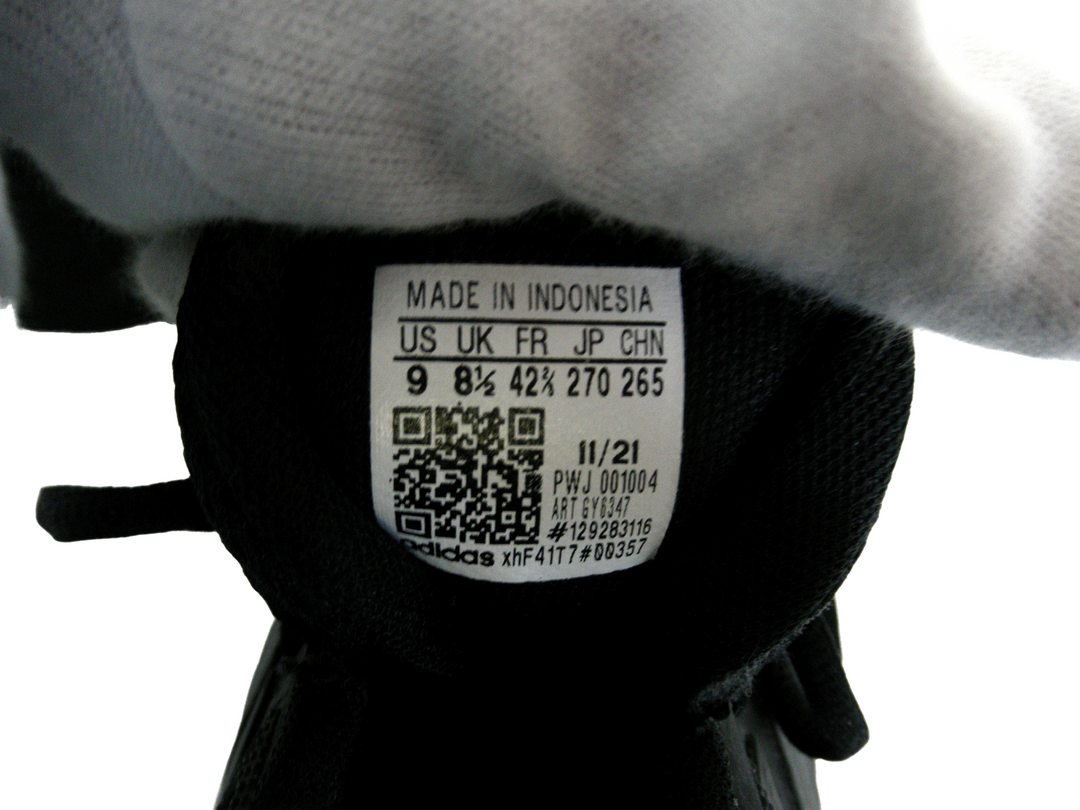 MADE IN INDONESIA
US UK FR JP CHN
9 8½ 42⅔ 270 265
11/21
PWJ 001004
ART GY6347
#129283116
adidas xhF41T7#00357